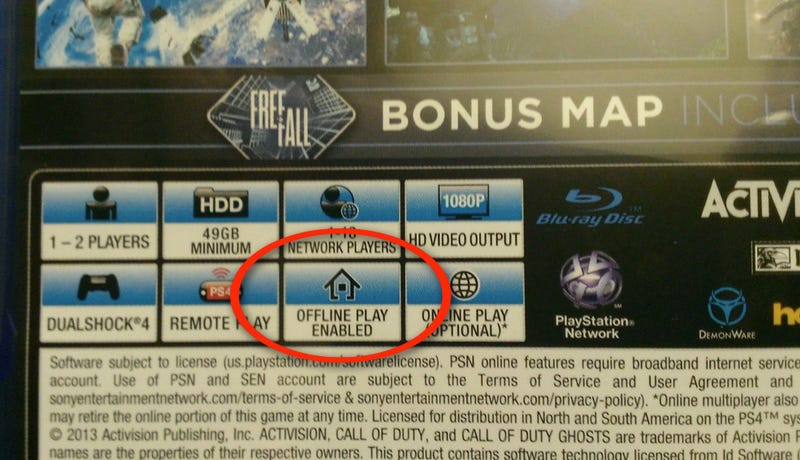 FREE
FALL
BONUS MAP INCLU
1 – 2 PLAYERS
HDD
49GB
MINIMUM
NETWORK PLAYERS
1080P
HD VIDEO OUTPUT
Blu-ray Disc™
ACTIVI
DUALSHOCK®4
PS4
REMOTE PLAY
OFFLINE PLAY
ENABLED
ONLINE PLAY
(OPTIONAL)*
PlayStation®
Network
DEMONWARE
Software subject to license (us.playstation.com/softwarelicense). PSN online features require broadband internet service
account. Use of PSN and SEN account are subject to the Terms of Service and User Agreement and
sonyentertainmentnetwork.com/terms-of-service & sonyentertainmentnetwork.com/privacy-policy). *Online multiplayer also
may retire the online portion of this game at any time. Licensed for distribution in North and South America on the PS4™ sys
© 2013 Activision Publishing, Inc. ACTIVISION, CALL OF DUTY, and CALL OF DUTY GHOSTS are trademarks of Activision P
names are the properties of their respective owners. This product contains software technology licensed from Id Software (